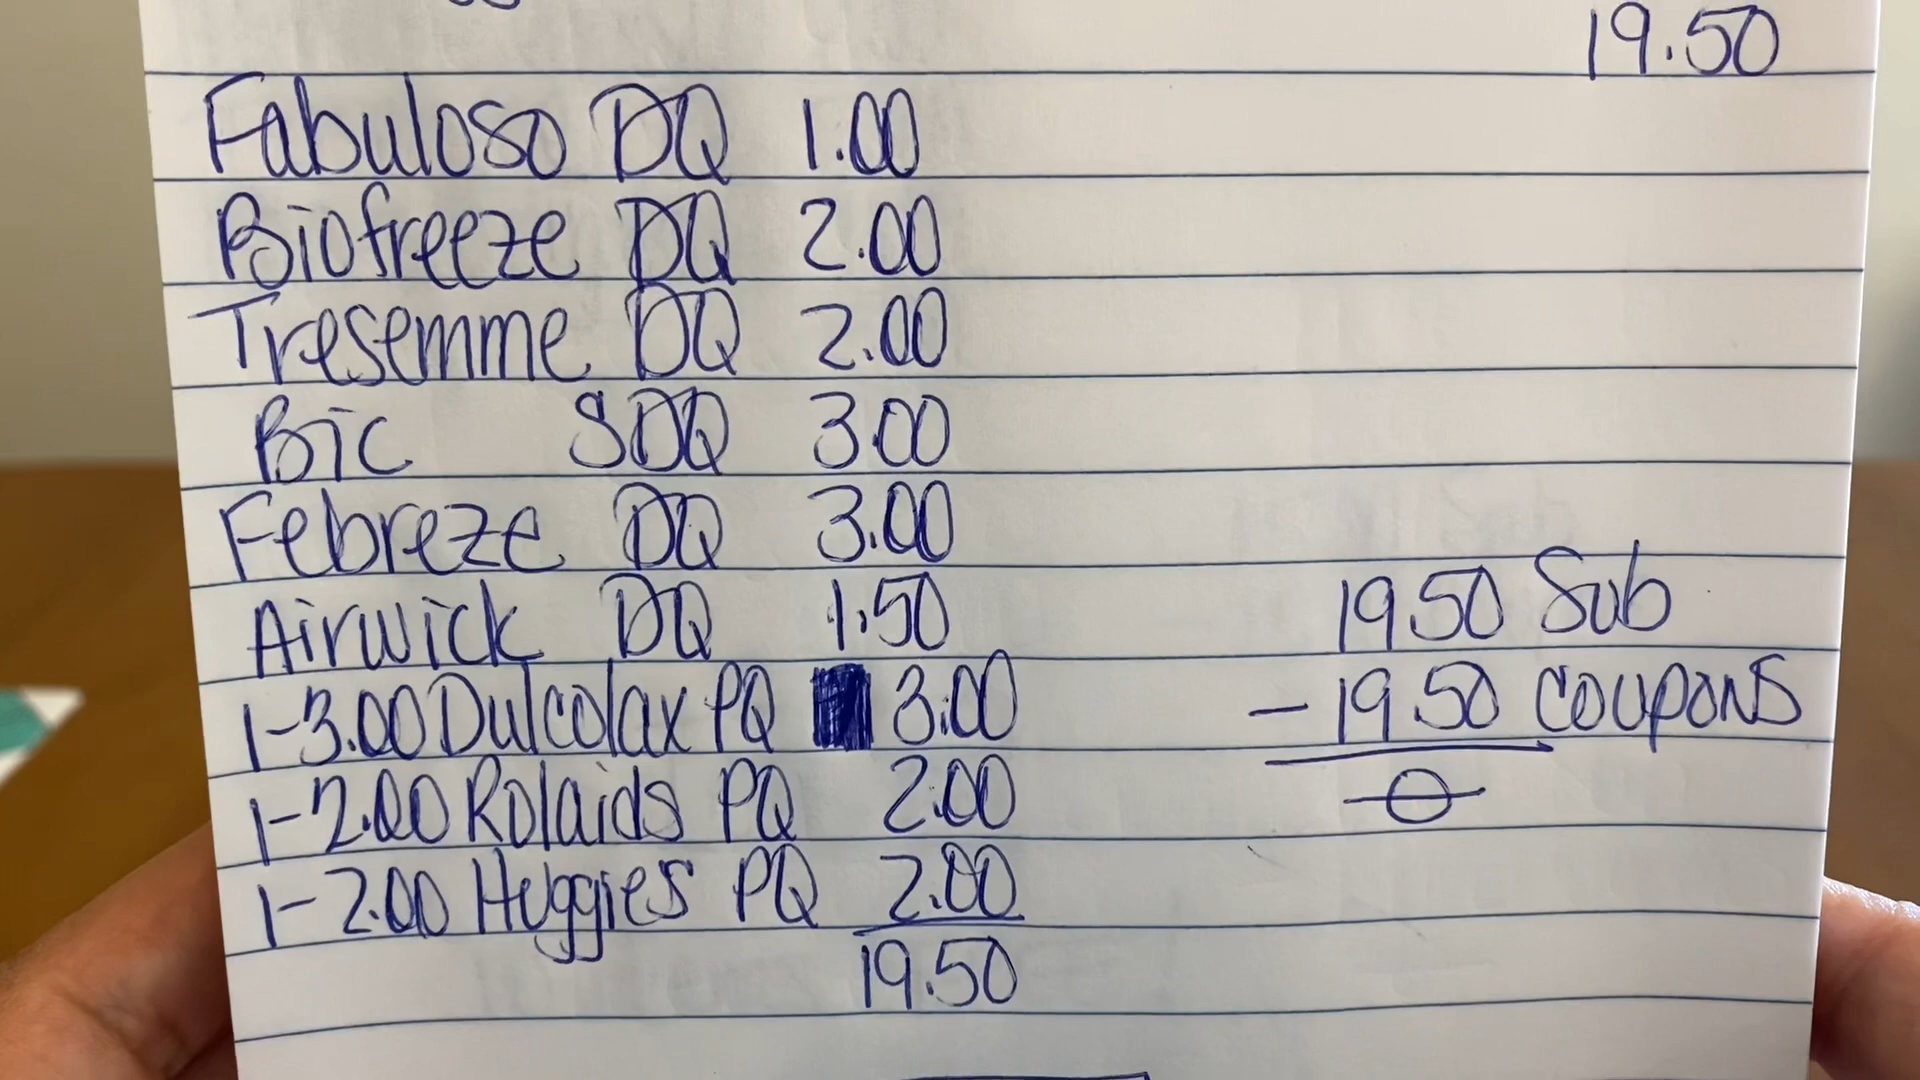 19.50
Fabuloso DQ 1.00
Biofreeze DQ 2.00
Tresemme DQ 2.00
Bic SDQ 3.00
Febreze DQ 3.00
Airwick DQ 1.50
1-3.00 Dulcolax PQ 3.00
1-2.00 Rolaids PQ 2.00
1-2.00 Huggies PQ 2.00
19.50
19.50 Sub
- 19.50 COUPONS
0